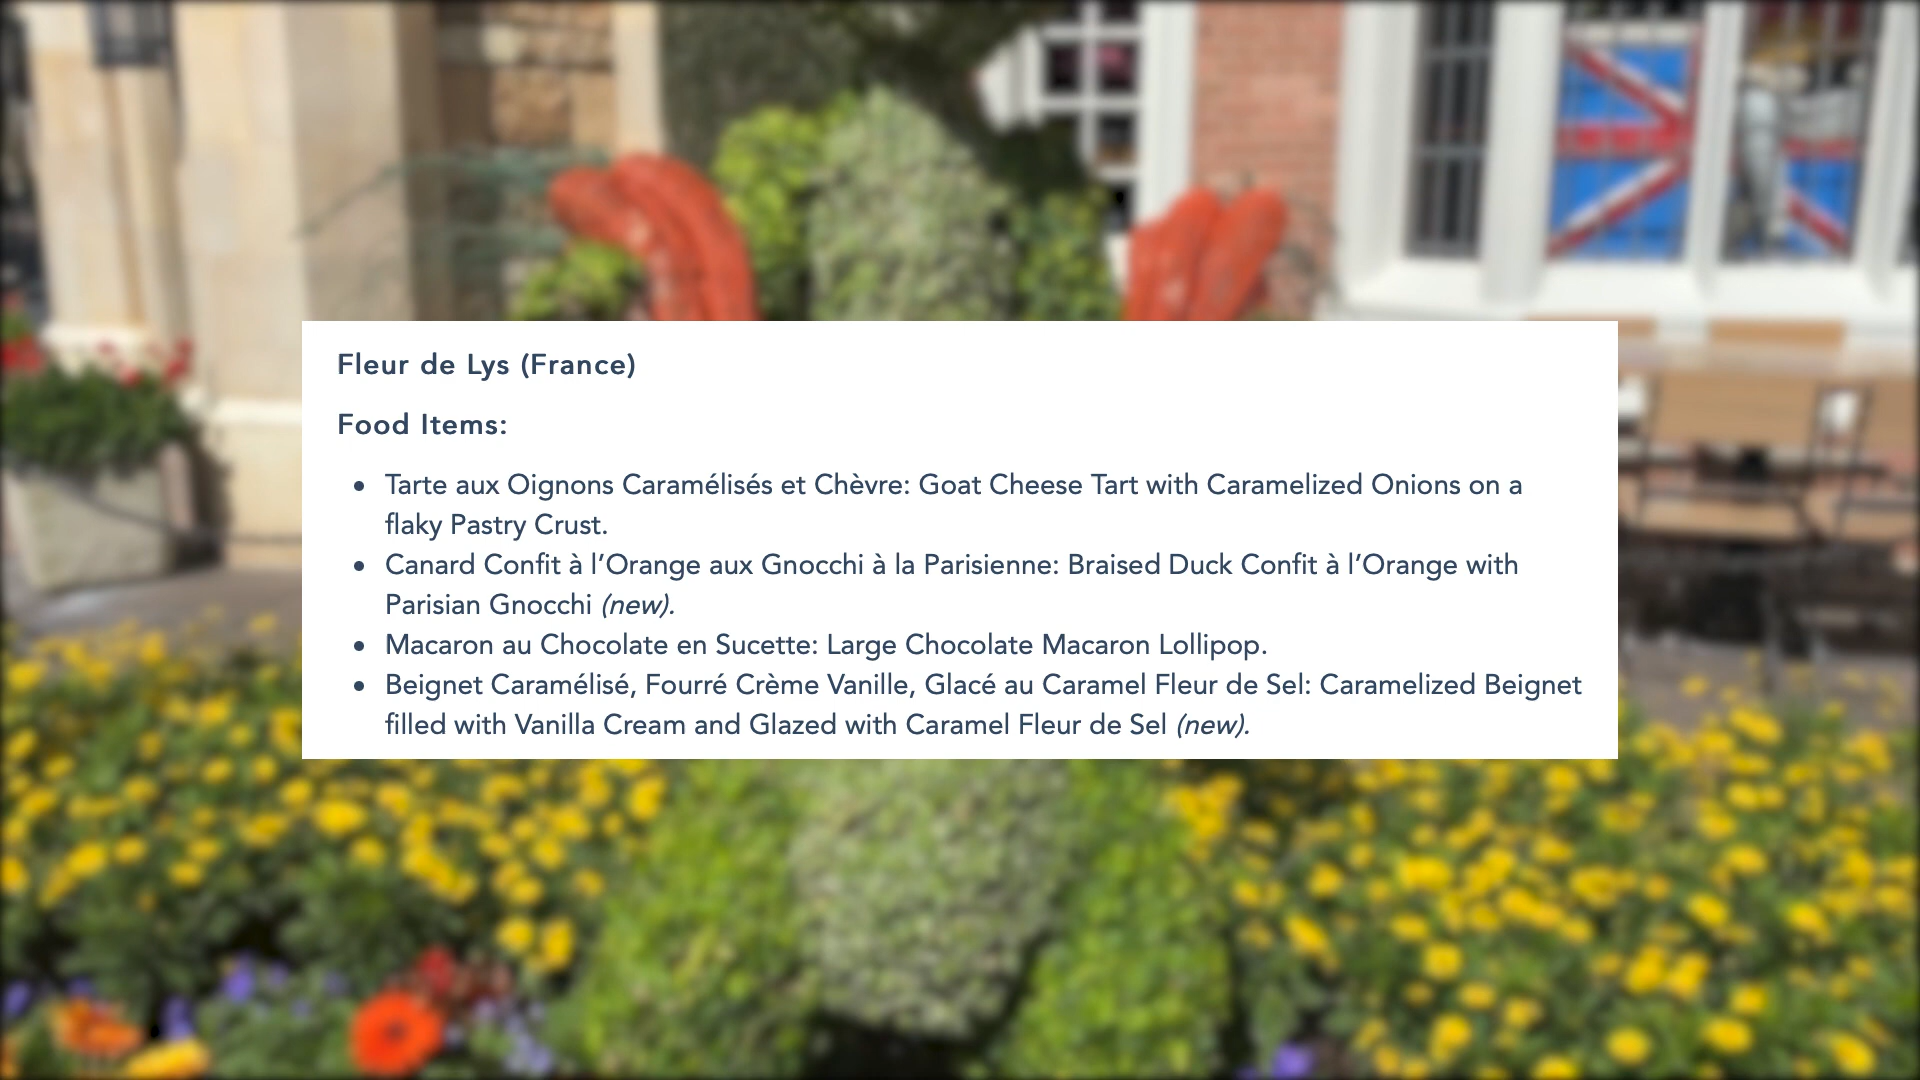 Fleur de Lys (France)
Food Items:
• Tarte aux Oignons Caramélisés et Chèvre: Goat Cheese Tart with Caramelized Onions on a
flaky Pastry Crust.
• Canard Confit à l’Orange aux Gnocchi à la Parisienne: Braised Duck Confit à l’Orange with
Parisian Gnocchi (new).
• Macaron au Chocolate en Sucette: Large Chocolate Macaron Lollipop.
• Beignet Caramélisé, Fourré Crème Vanille, Glacé au Caramel Fleur de Sel: Caramelized Beignet
filled with Vanilla Cream and Glazed with Caramel Fleur de Sel (new).